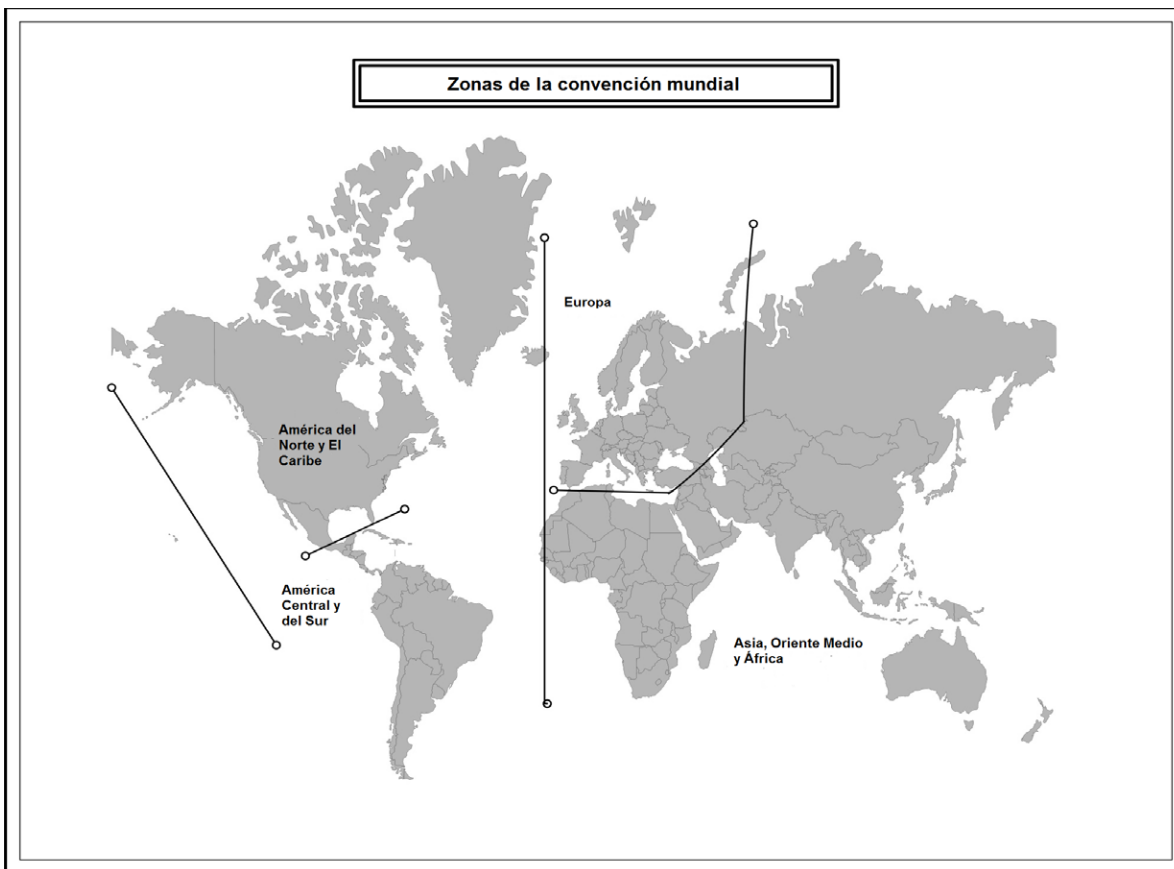 Zonas de la convención mundial
Europa
América del
Norte y El
Caribe
América
Central y
del Sur
Asia, Oriente Medio
y África